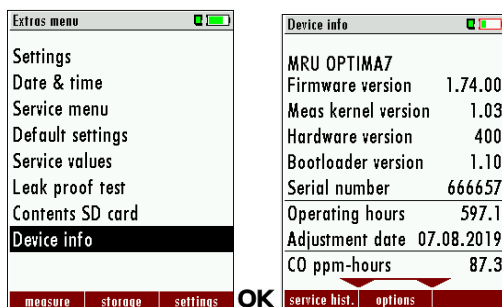 Extras menu
Settings
Date & time
Service menu
Default settings
Service values
Leak proof test
Contents SD card
Device info
measure storage settings
OK
Device info
MRU OPTIMA7
Firmware version 1.74.00
Meas kernel version 1.03
Hardware version 400
Bootloader version 1.10
Serial number 666657
Operating hours 597.1
Adjustment date 07.08.2019
CO ppm-hours 87.3
service hist. options